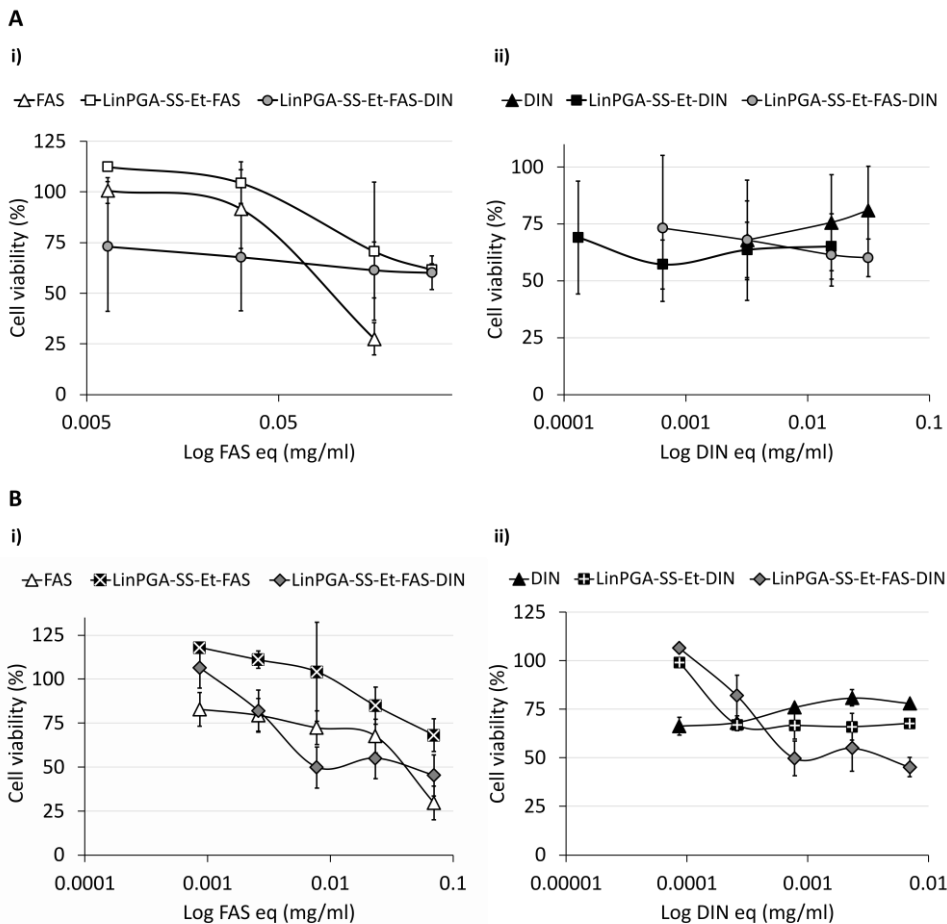 A
i)
FAS LinPGA-SS-Et-FAS LinPGA-SS-Et-FAS-DIN
125
100
75
50
25
0
Cell viability (%)
0.005 0.05
Log FAS eq (mg/ml)
ii)
DIN LinPGA-SS-Et-DIN LinPGA-SS-Et-FAS-DIN
100
75
50
25
0
Cell viability (%)
0.0001 0.001 0.01 0.1
Log DIN eq (mg/ml)
B
i)
FAS LinPGA-SS-Et-FAS LinPGA-SS-Et-FAS-DIN
125
100
75
50
25
0
Cell viability (%)
0.0001 0.001 0.01 0.1
Log FAS eq (mg/ml)
ii)
DIN LinPGA-SS-Et-DIN LinPGA-SS-Et-FAS-DIN
125
100
75
50
25
0
Cell viability (%)
0.00001 0.0001 0.001 0.01
Log DIN eq (mg/ml)